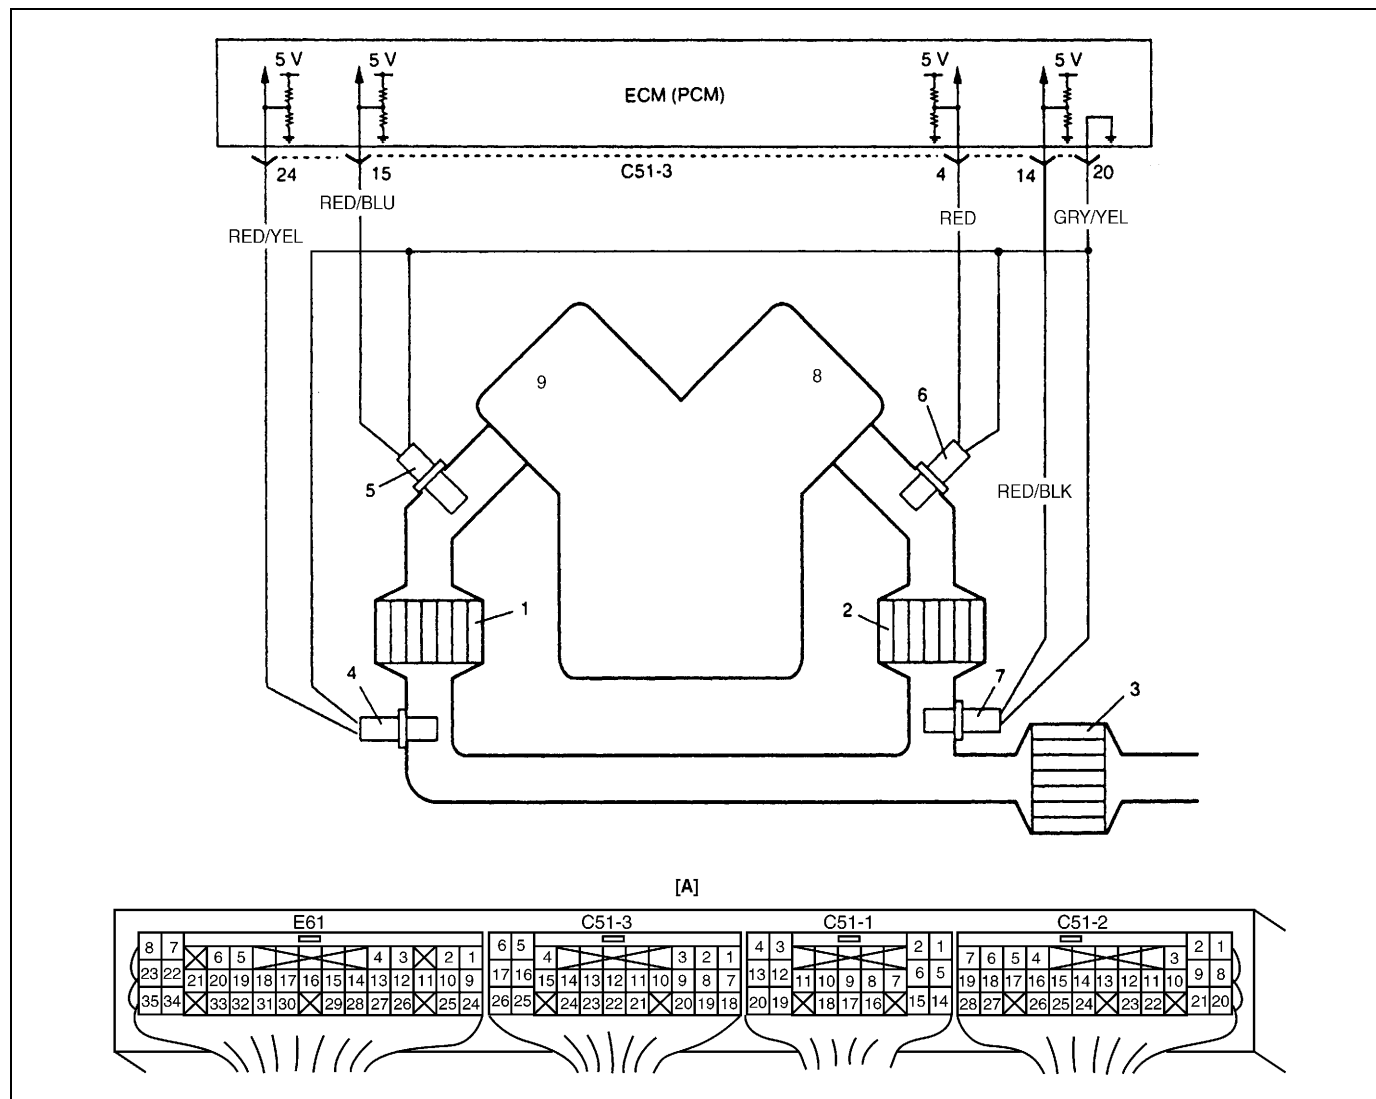 5 V 5 V 5 V 5 V
ECM (PCM)
24 15 C51-3 4 14 20
RED/BLU RED GRY/YEL
RED/YEL
9 8
6
5 RED/BLK
1 2
4 7
3
[A]
E61 C51-3 C51-1 C51-2
8 7 6 5 4 3 2 1
23 22 21 20 19 18 17 16 15 14 13 12 11 10 9
35 34 33 32 31 30 29 28 27 26 25 24
6 5 4 3 2 1
17 16 15 14 13 12 11 10 9 8 7
26 25 24 23 22 21 20 19 18
4 3 2 1
13 12 11 10 9 8 7 6 5
20 19 18 17 16 15 14
7 6 5 4 3 2 1
19 18 17 16 15 14 13 12 11 10 9 8
28 27 26 25 24 23 22 21 20